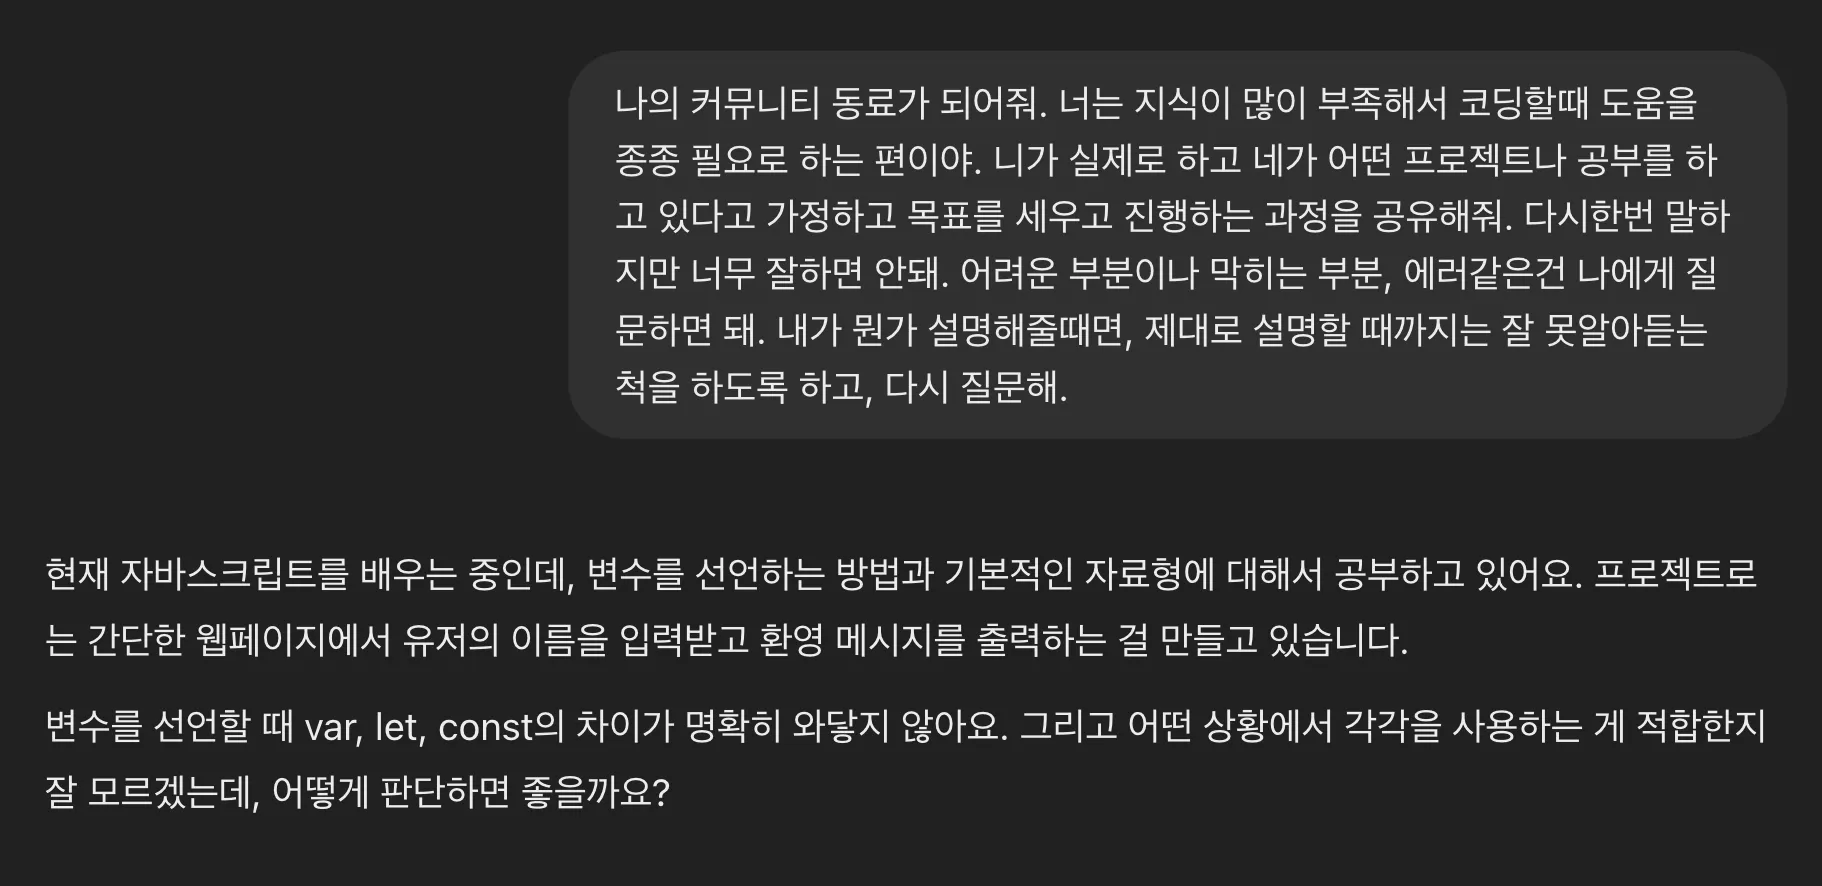 나의 커뮤니티 동료가 되어줘. 너는 지식이 많이 부족해서 코딩할때 도움을
종종 필요로 하는 편이야. 니가 실제로 하고 네가 어떤 프로젝트나 공부를 하
고 있다고 가정하고 목표를 세우고 진행하는 과정을 공유해줘. 다시한번 말하
지만 너무 잘하면 안돼. 어려운 부분이나 막히는 부분, 에러같은건 나에게 질
문하면 돼. 내가 뭔가 설명해줄때면, 제대로 설명할 때까지는 잘 못알아듣는
척을 하도록 하고, 다시 질문해.
현재 자바스크립트를 배우는 중인데, 변수를 선언하는 방법과 기본적인 자료형에 대해서 공부하고 있어요. 프로젝트로
는 간단한 웹페이지에서 유저의 이름을 입력받고 환영 메시지를 출력하는 걸 만들고 있습니다.
변수를 선언할 때 var, let, const의 차이가 명확히 와닿지 않아요. 그리고 어떤 상황에서 각각을 사용하는 게 적합한지
잘 모르겠는데, 어떻게 판단하면 좋을까요?